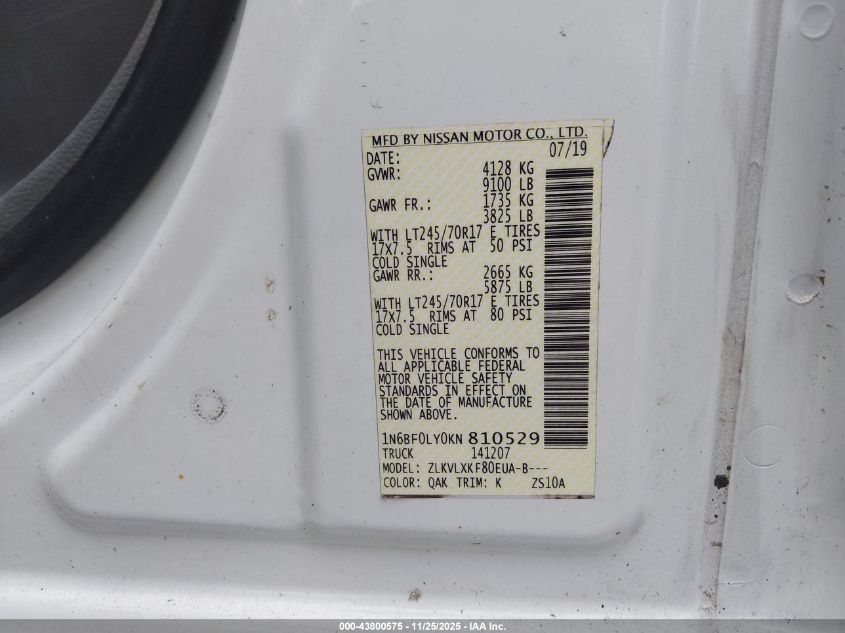 MFD BY NISSAN MOTOR CO., LTD.
DATE: 07/19
GVWR: 4128 KG
9100 LB
GAWR FR.: 1735 KG
3825 LB
WITH LT245/70R17 E TIRES
17X7.5 RIMS AT 50 PSI
COLD SINGLE
GAWR RR.: 2665 KG
5875 LB
WITH LT245/70R17 E TIRES
17X7.5 RIMS AT 80 PSI
COLD SINGLE
THIS VEHICLE CONFORMS TO
ALL APPLICABLE FEDERAL
MOTOR VEHICLE SAFETY
STANDARDS IN EFFECT ON
THE DATE OF MANUFACTURE
SHOWN ABOVE.
1N6BF0LY0KN 810529
TRUCK 141207
MODEL: ZLKVLXKF80EUA-B---
COLOR: QAK TRIM: K ZS10A
000-43800575 - 11/25/2025 - IAA Inc.